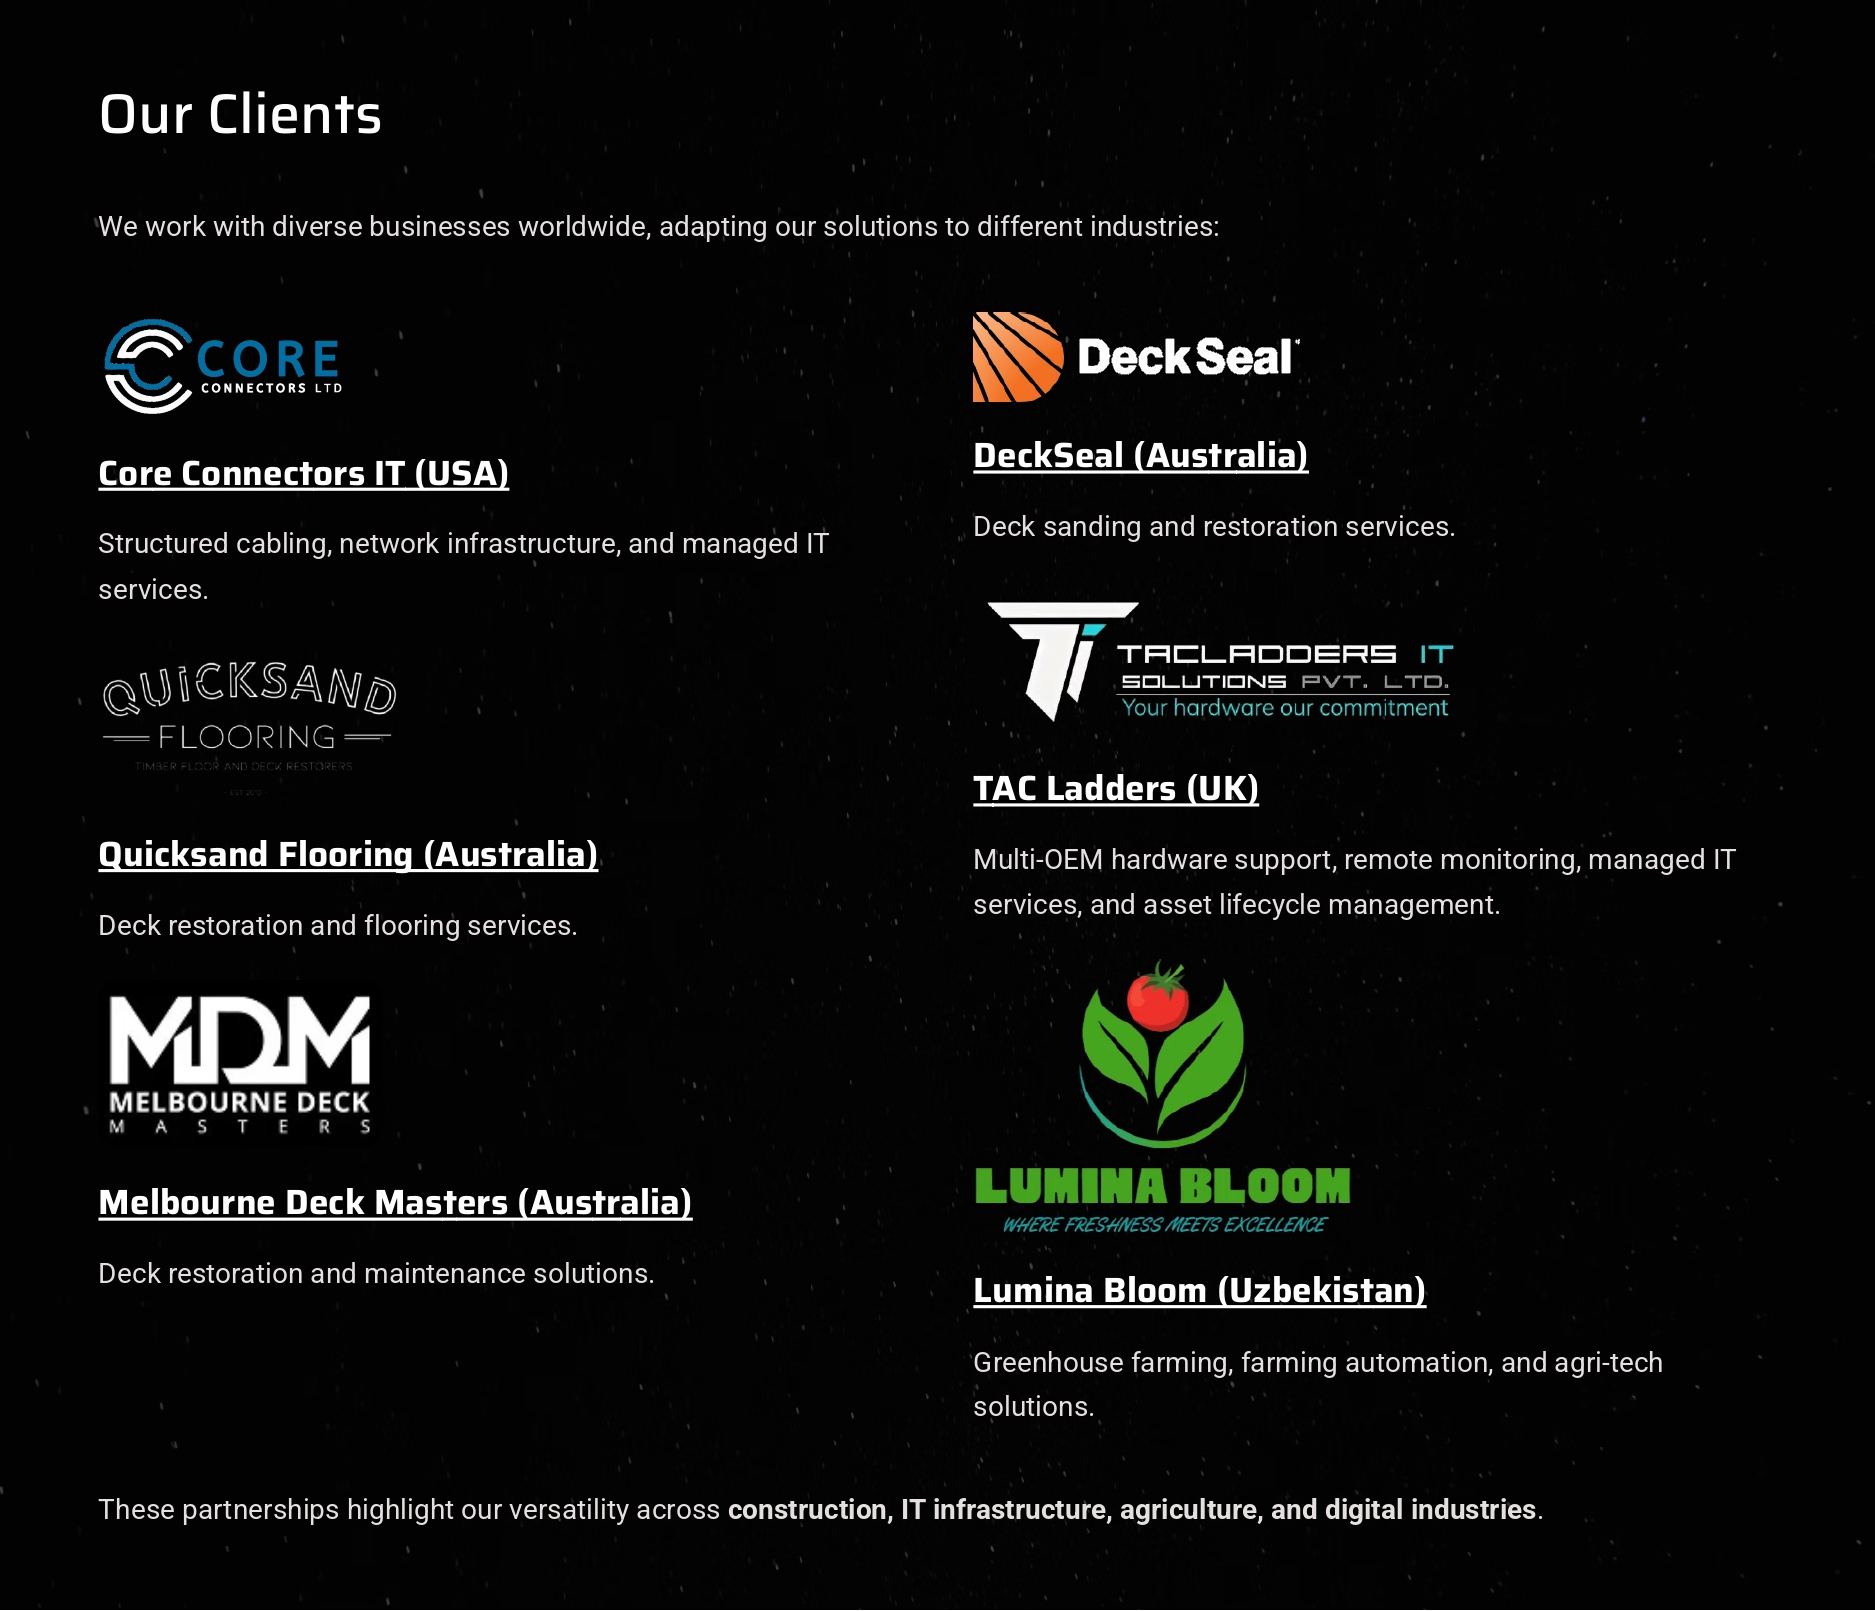 Our Clients
We work with diverse businesses worldwide, adapting our solutions to different industries:
CORE
CONNECTORS LTD
Core Connectors IT (USA)
Structured cabling, network infrastructure, and managed IT
services.
QUiCKSAND
FLOORING
TIMBER FLOOR AND DECK RESTORERS
Quicksand Flooring (Australia)
Deck restoration and flooring services.
MDM
MELBOURNE DECK
MASTERS
Melbourne Deck Masters (Australia)
Deck restoration and maintenance solutions.
DeckSeal
DeckSeal (Australia)
Deck sanding and restoration services.
Ti
TACLADDERS IT
SOLUTIONS PVT. LTD.
Your hardware our commitment
TAC Ladders (UK)
Multi-OEM hardware support, remote monitoring, managed IT
services, and asset lifecycle management.
LUMINA BLOOM
WHERE FRESHNESS MEETS EXCELLENCE
Lumina Bloom (Uzbekistan)
Greenhouse farming, farming automation, and agri-tech
solutions.
These partnerships highlight our versatility across construction, IT infrastructure, agriculture, and digital industries.